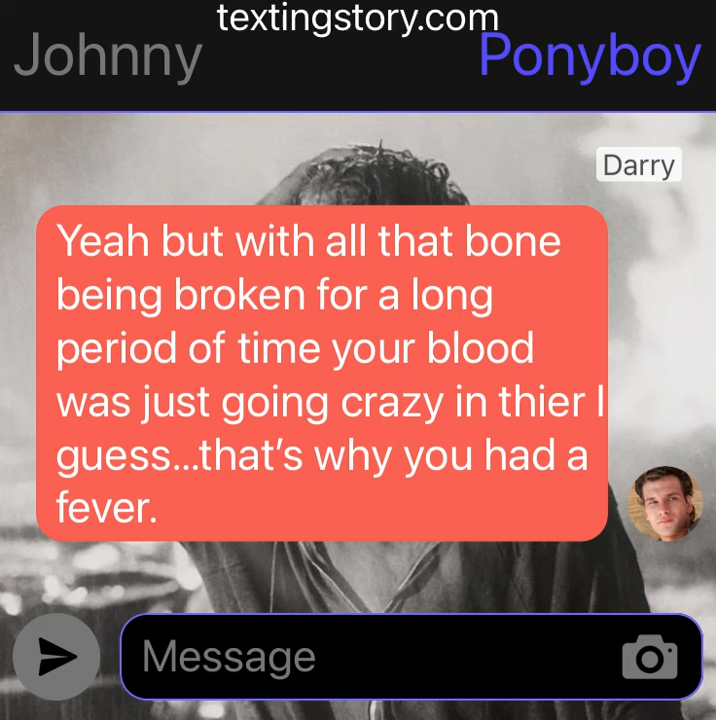 textingstory.com
Johnny
Ponyboy
Darry
Yeah but with all that bone
being broken for a long
period of time your blood
was just going crazy in thier I
guess...that's why you had a
fever.
Message